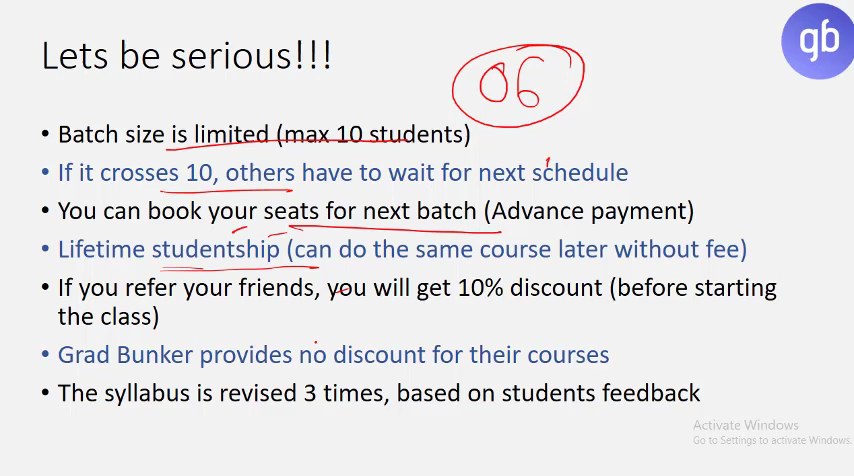 Lets be serious!!!
gb
06
• Batch size is limited (max 10 students)
• If it crosses 10, others have to wait for next schedule
• You can book your seats for next batch (Advance payment)
• Lifetime studentship (can do the same course later without fee)
• If you refer your friends, you will get 10% discount (before starting
the class)
• Grad Bunker provides no discount for their courses
• The syllabus is revised 3 times, based on students feedback
Activate Windows
Go to Settings to activate Windows.